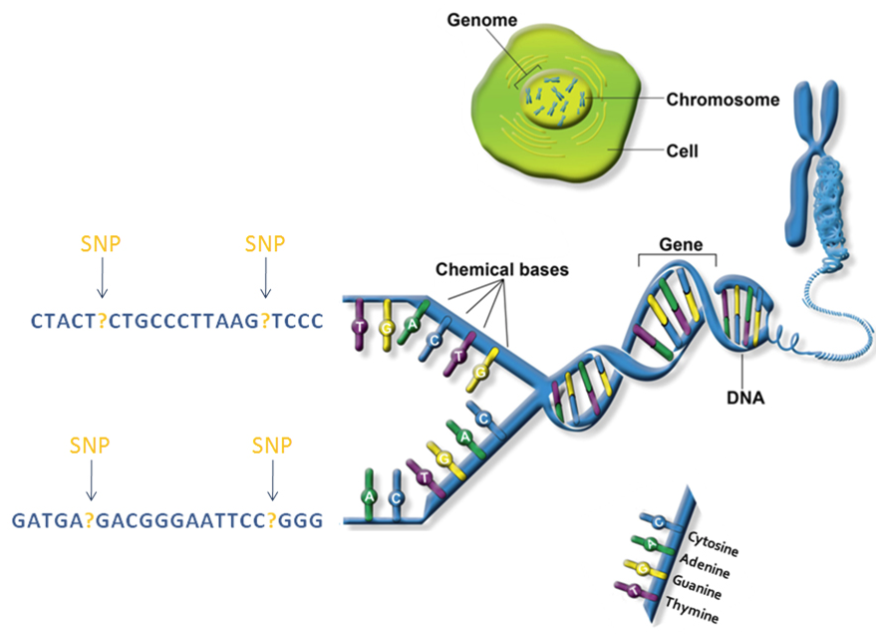 Genome
Chromosome
Cell
SNP SNP
Gene
Chemical bases
CTACT?CTGCCCTTAAG?TCCC
T G A C T G
DNA
SNP SNP
C
A
G
T
A C
GATGA?GACGGGAATTCC?GGG
C Cytosine
A Adenine
G Guanine
T Thymine